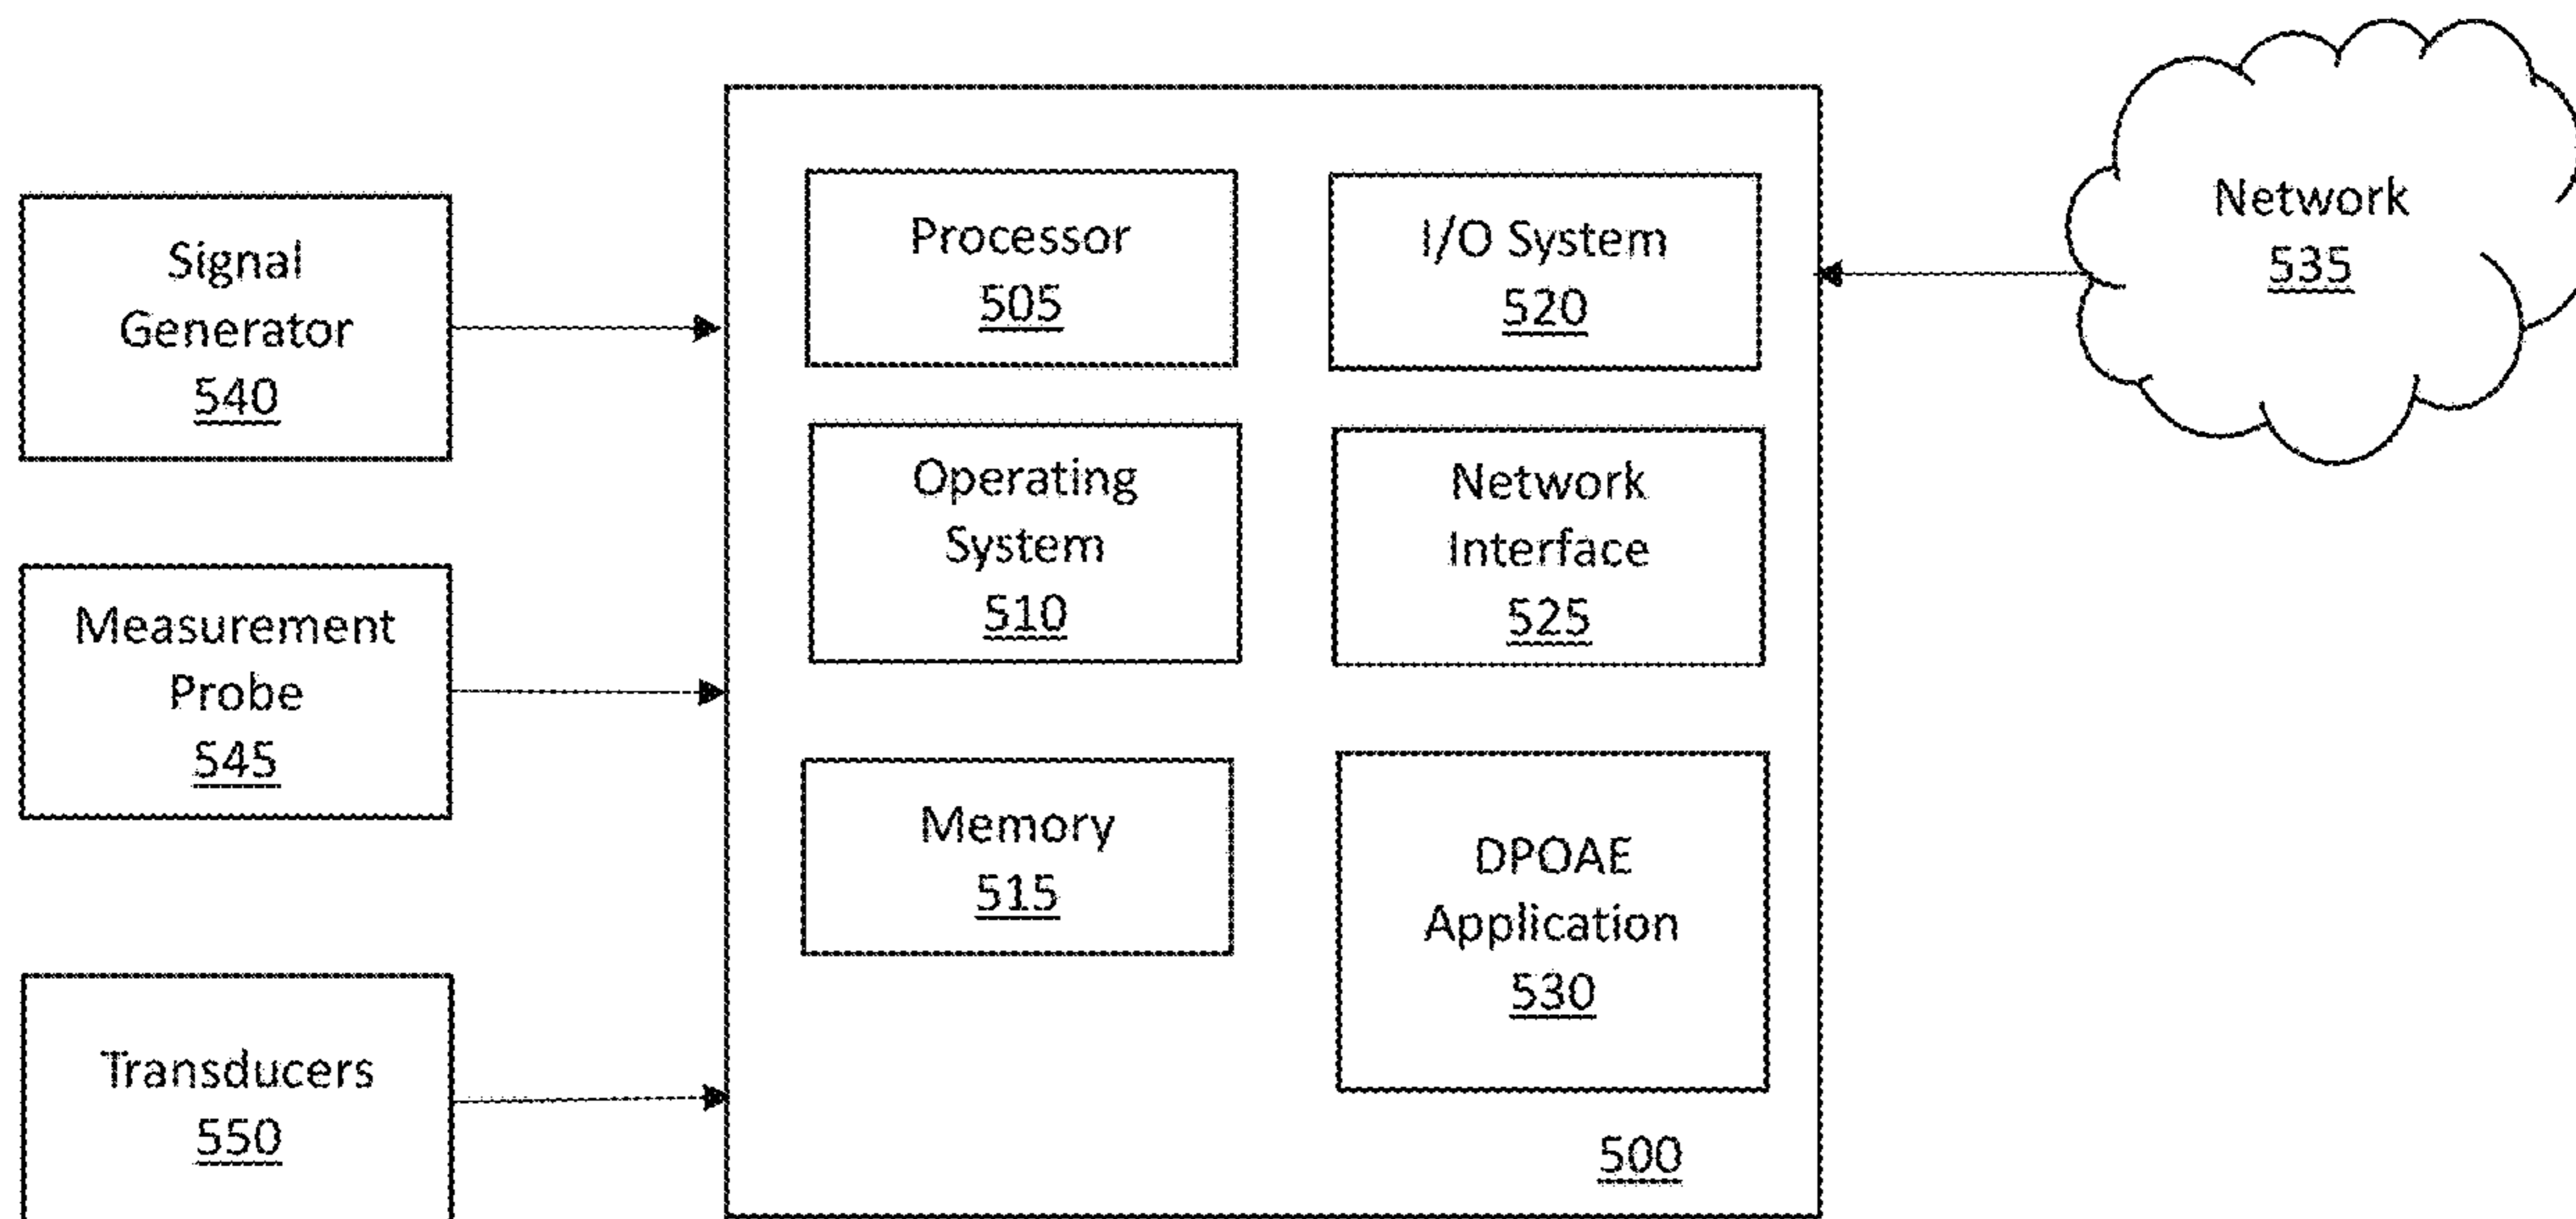 Signal
Generator
540
Measurement
Probe
545
Transducers
550
Processor
505
I/O System
520
Operating
System
510
Network
Interface
525
Memory
515
DPOAE
Application
530
500
Network
535